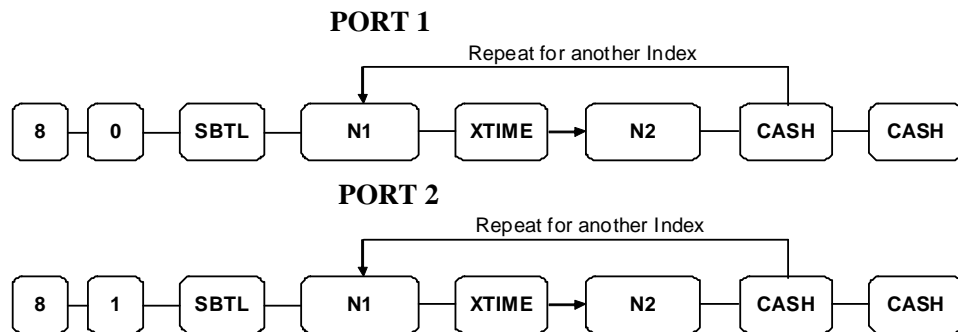 PORT 1
Repeat for another Index
8 0 SBTL N1 XTIME N2 CASH CASH
PORT 2
Repeat for another Index
8 1 SBTL N1 XTIME N2 CASH CASH